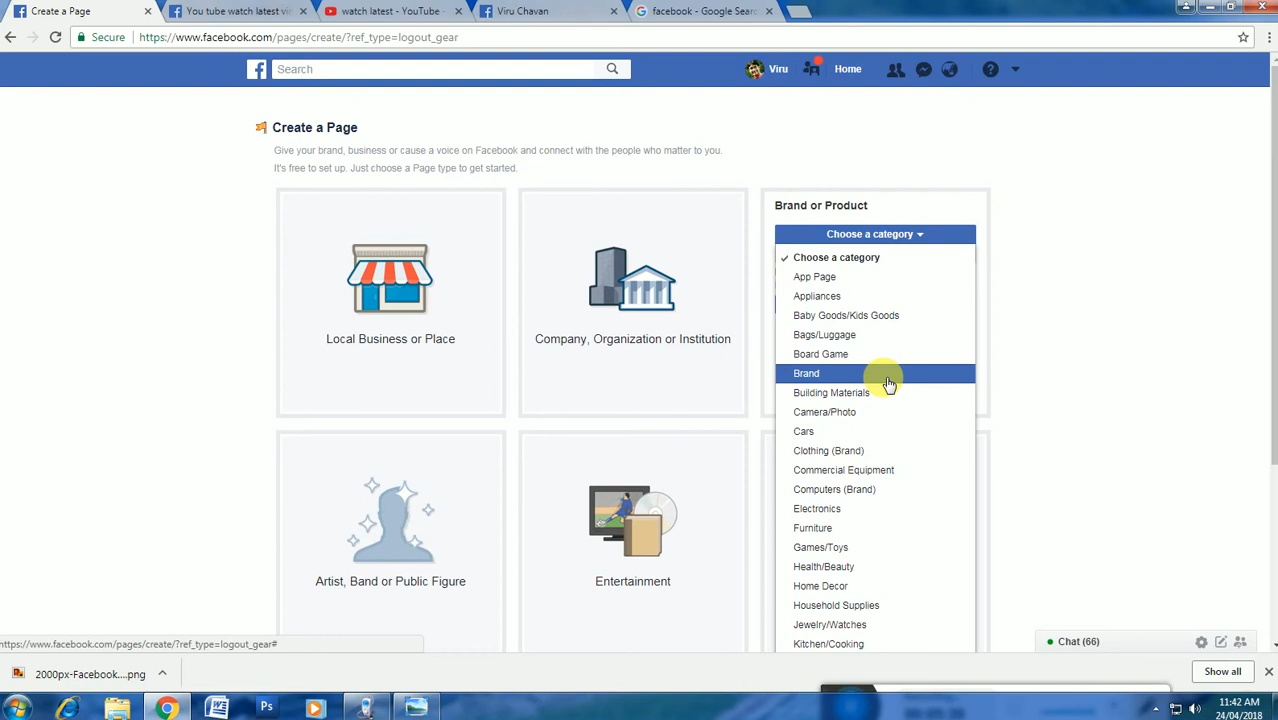 Create a Page
You tube watch latest vir
watch latest - YouTube -
Viru Chavan
facebook - Google Searc
Secure https://www.facebook.com/pages/create/?ref_type=logout_gear
Search
Viru
Home
Create a Page
Give your brand, business or cause a voice on Facebook and connect with the people who matter to you.
It's free to set up. Just choose a Page type to get started.
Local Business or Place
Company, Organization or Institution
Brand or Product
Choose a category
Choose a category
App Page
Appliances
Baby Goods/Kids Goods
Bags/Luggage
Board Game
Brand
Building Materials
Camera/Photo
Cars
Clothing (Brand)
Commercial Equipment
Computers (Brand)
Electronics
Furniture
Games/Toys
Health/Beauty
Home Decor
Household Supplies
Jewelry/Watches
Kitchen/Cooking
Artist, Band or Public Figure
Entertainment
https://www.facebook.com/pages/create/?ref_type=logout_gear#
Chat (66)
2000px-Facebook....png
Show all
Ps
11:42 AM
24/04/2018